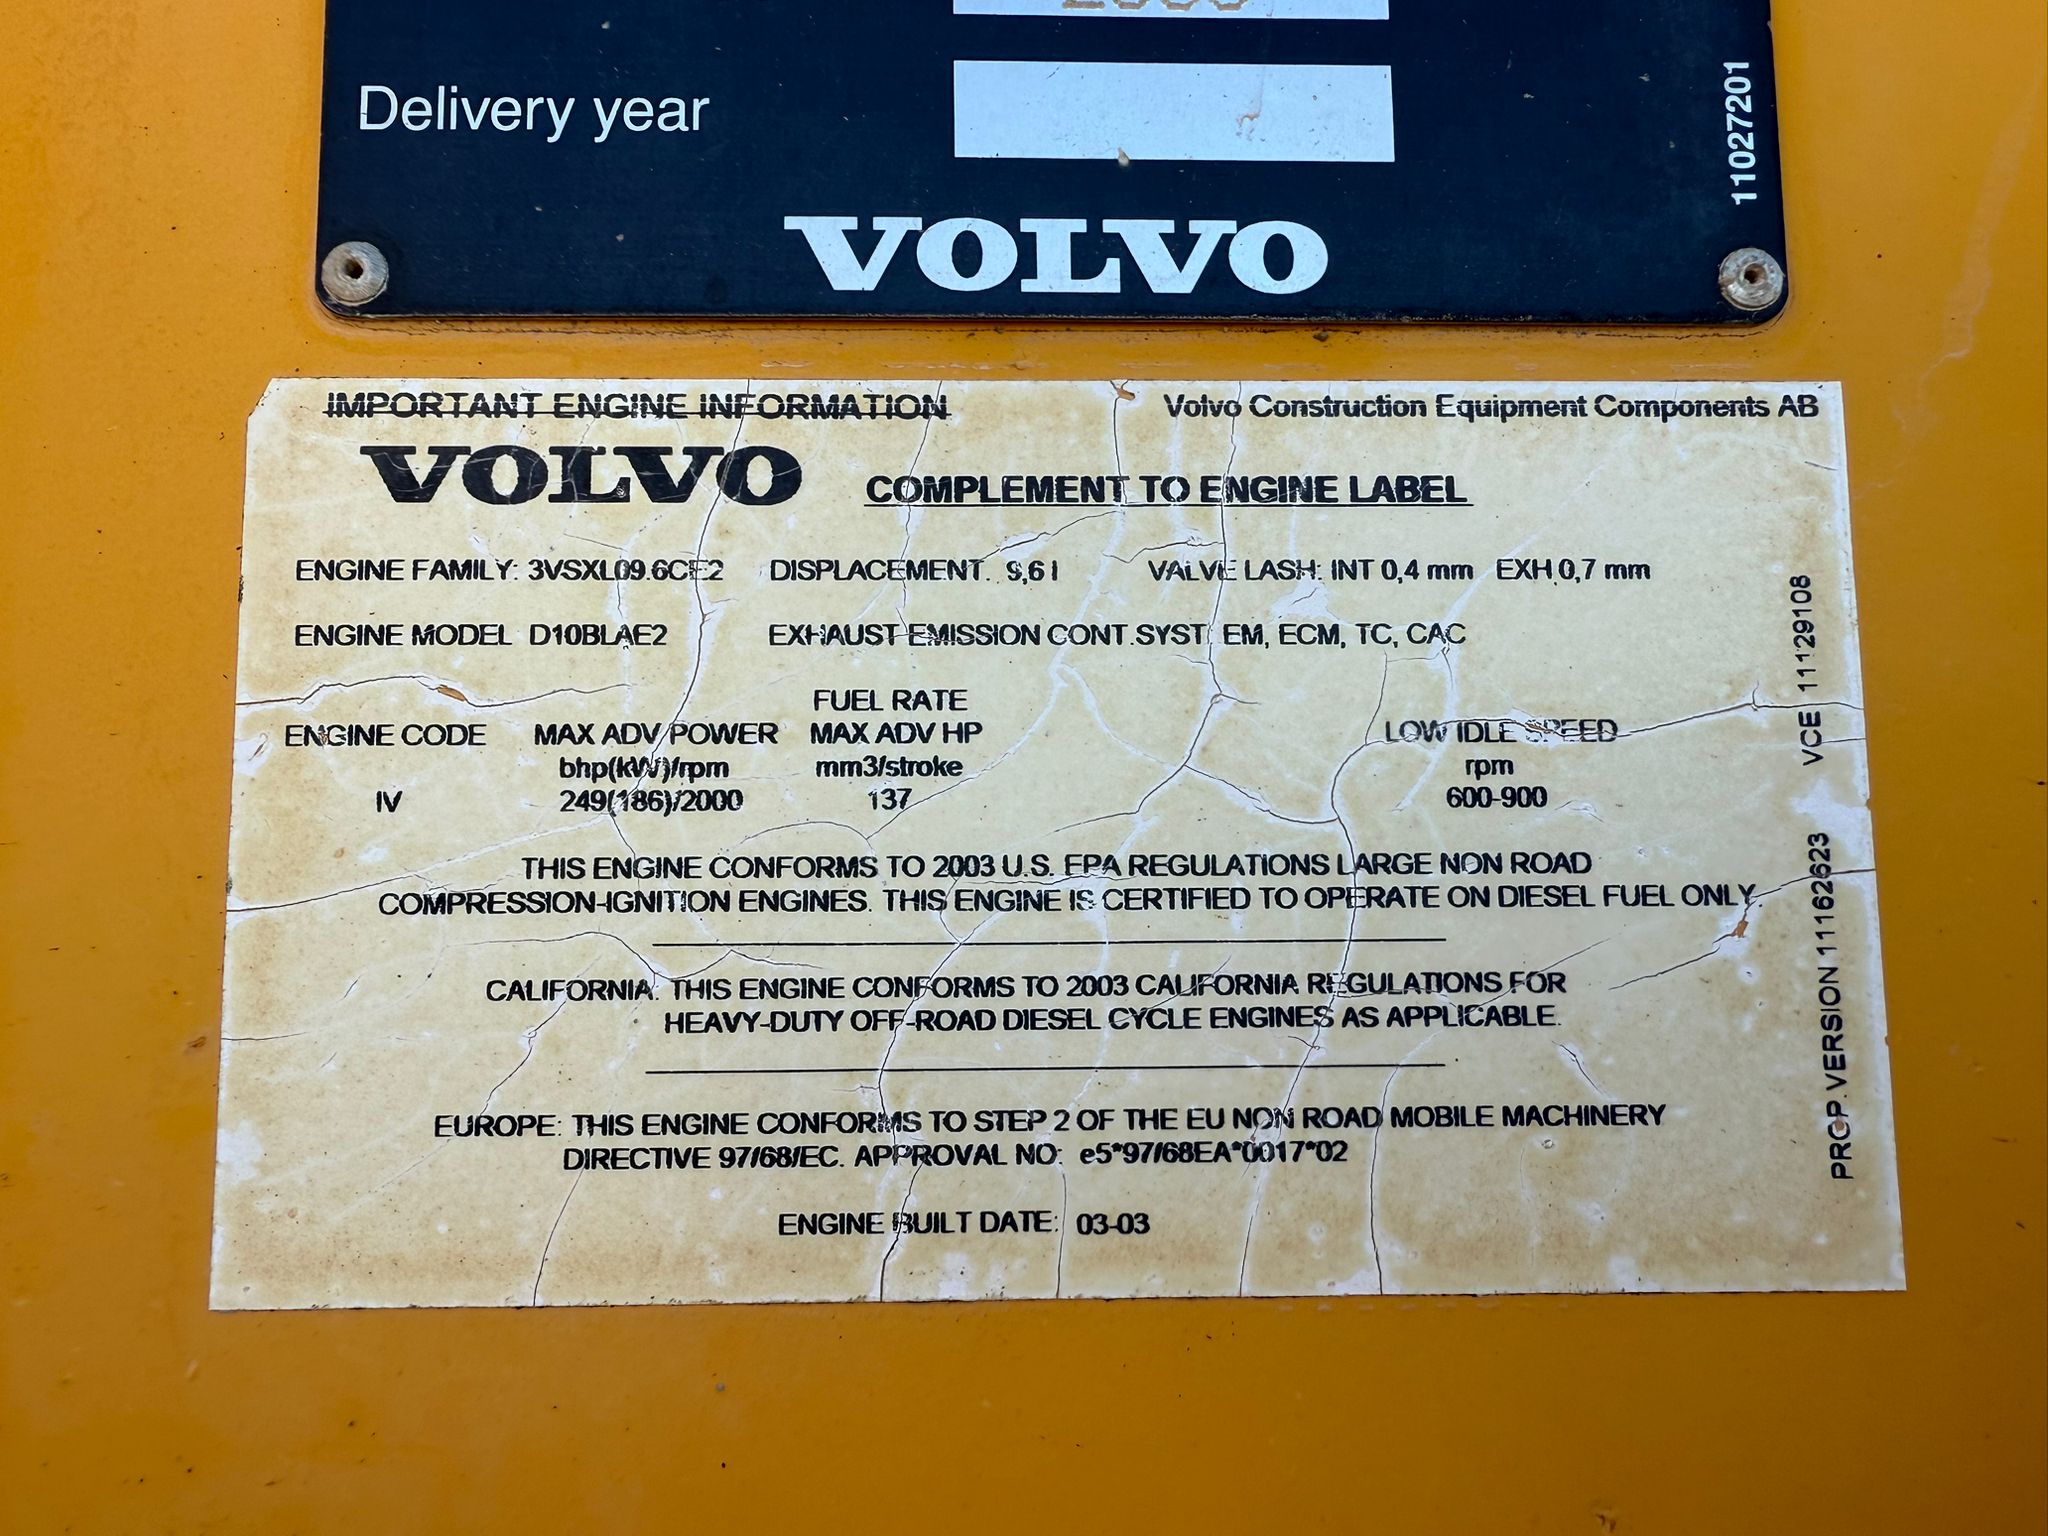 Delivery year
11027201
VOLVO
IMPORTANT ENGINE INFORMATION
Volvo Construction Equipment Components AB
VOLVO
COMPLEMENT TO ENGINE LABEL
ENGINE FAMILY: 3VSXL09.6CE2 DISPLACEMENT: 9,6 l VALVE LASH: INT 0,4 mm EXH 0,7 mm
ENGINE MODEL D10BLAE2 EXHAUST EMISSION CONT.SYST: EM, ECM, TC, CAC
FUEL RATE
ENGINE CODE MAX ADV POWER MAX ADV HP LOW IDLE SPEED
bhp(kW)/rpm mm3/stroke rpm
IV 249(186)/2000 137 600-900
THIS ENGINE CONFORMS TO 2003 U.S. EPA REGULATIONS LARGE NON ROAD
COMPRESSION-IGNITION ENGINES. THIS ENGINE IS CERTIFIED TO OPERATE ON DIESEL FUEL ONLY.
CALIFORNIA: THIS ENGINE CONFORMS TO 2003 CALIFORNIA REGULATIONS FOR
HEAVY-DUTY OFF-ROAD DIESEL CYCLE ENGINES AS APPLICABLE.
EUROPE: THIS ENGINE CONFORMS TO STEP 2 OF THE EU NON ROAD MOBILE MACHINERY
DIRECTIVE 97/68/EC. APPROVAL NO: e5*97/68EA*0017*02
ENGINE BUILT DATE: 03-03
PROP. VERSION 11162623 VCE 11129108